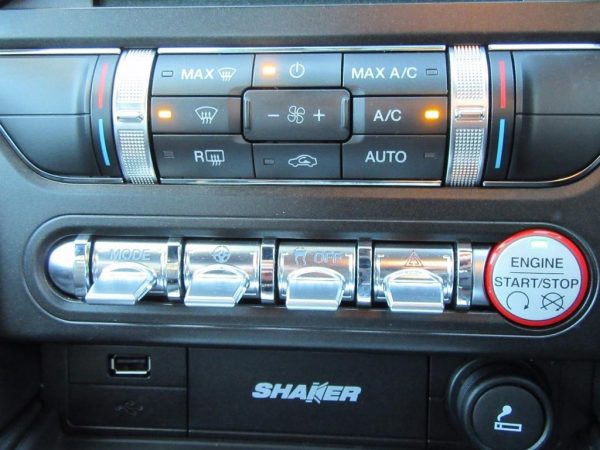 MAX
MAX A/C
- +
A/C
R
AUTO
MODE
OFF
ENGINE
START/STOP
SHAKER